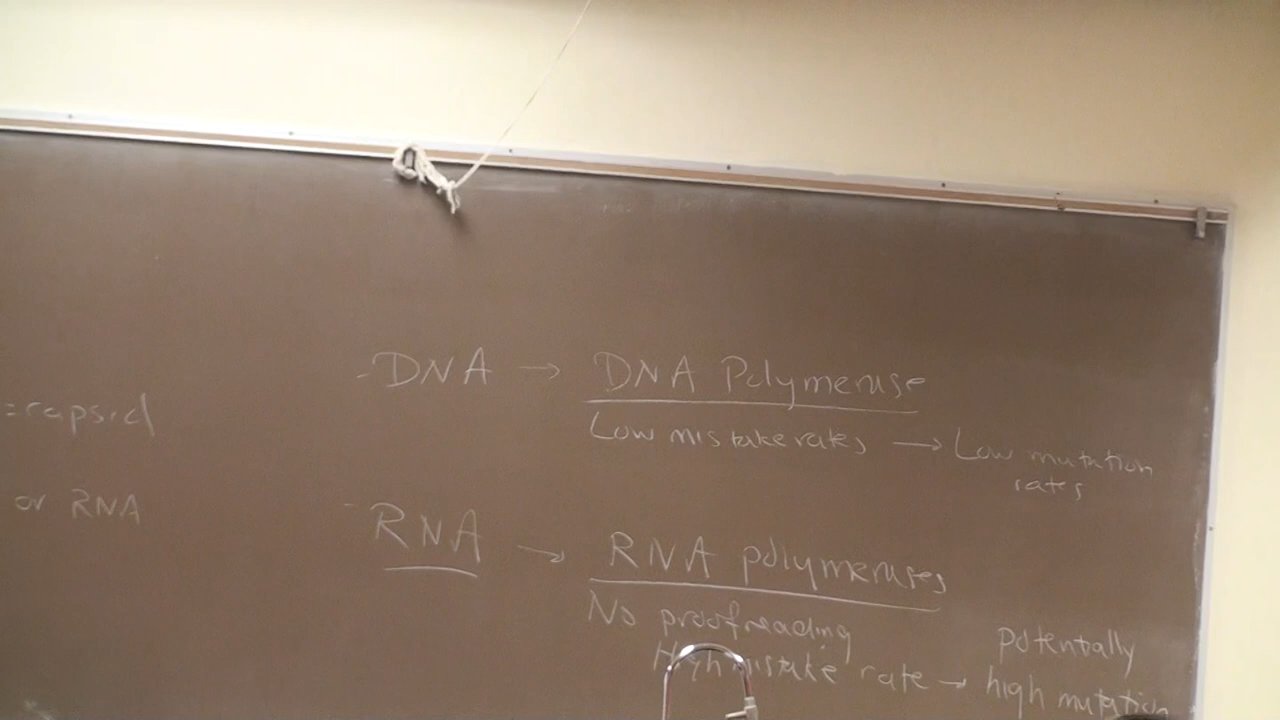 =capsid
or RNA
- DNA → DNA Polymerase
Low mistake rates → Low mutation
rates
- RNA → RNA polymerases
No proofreading
High mistake rate → potentially
high mutation